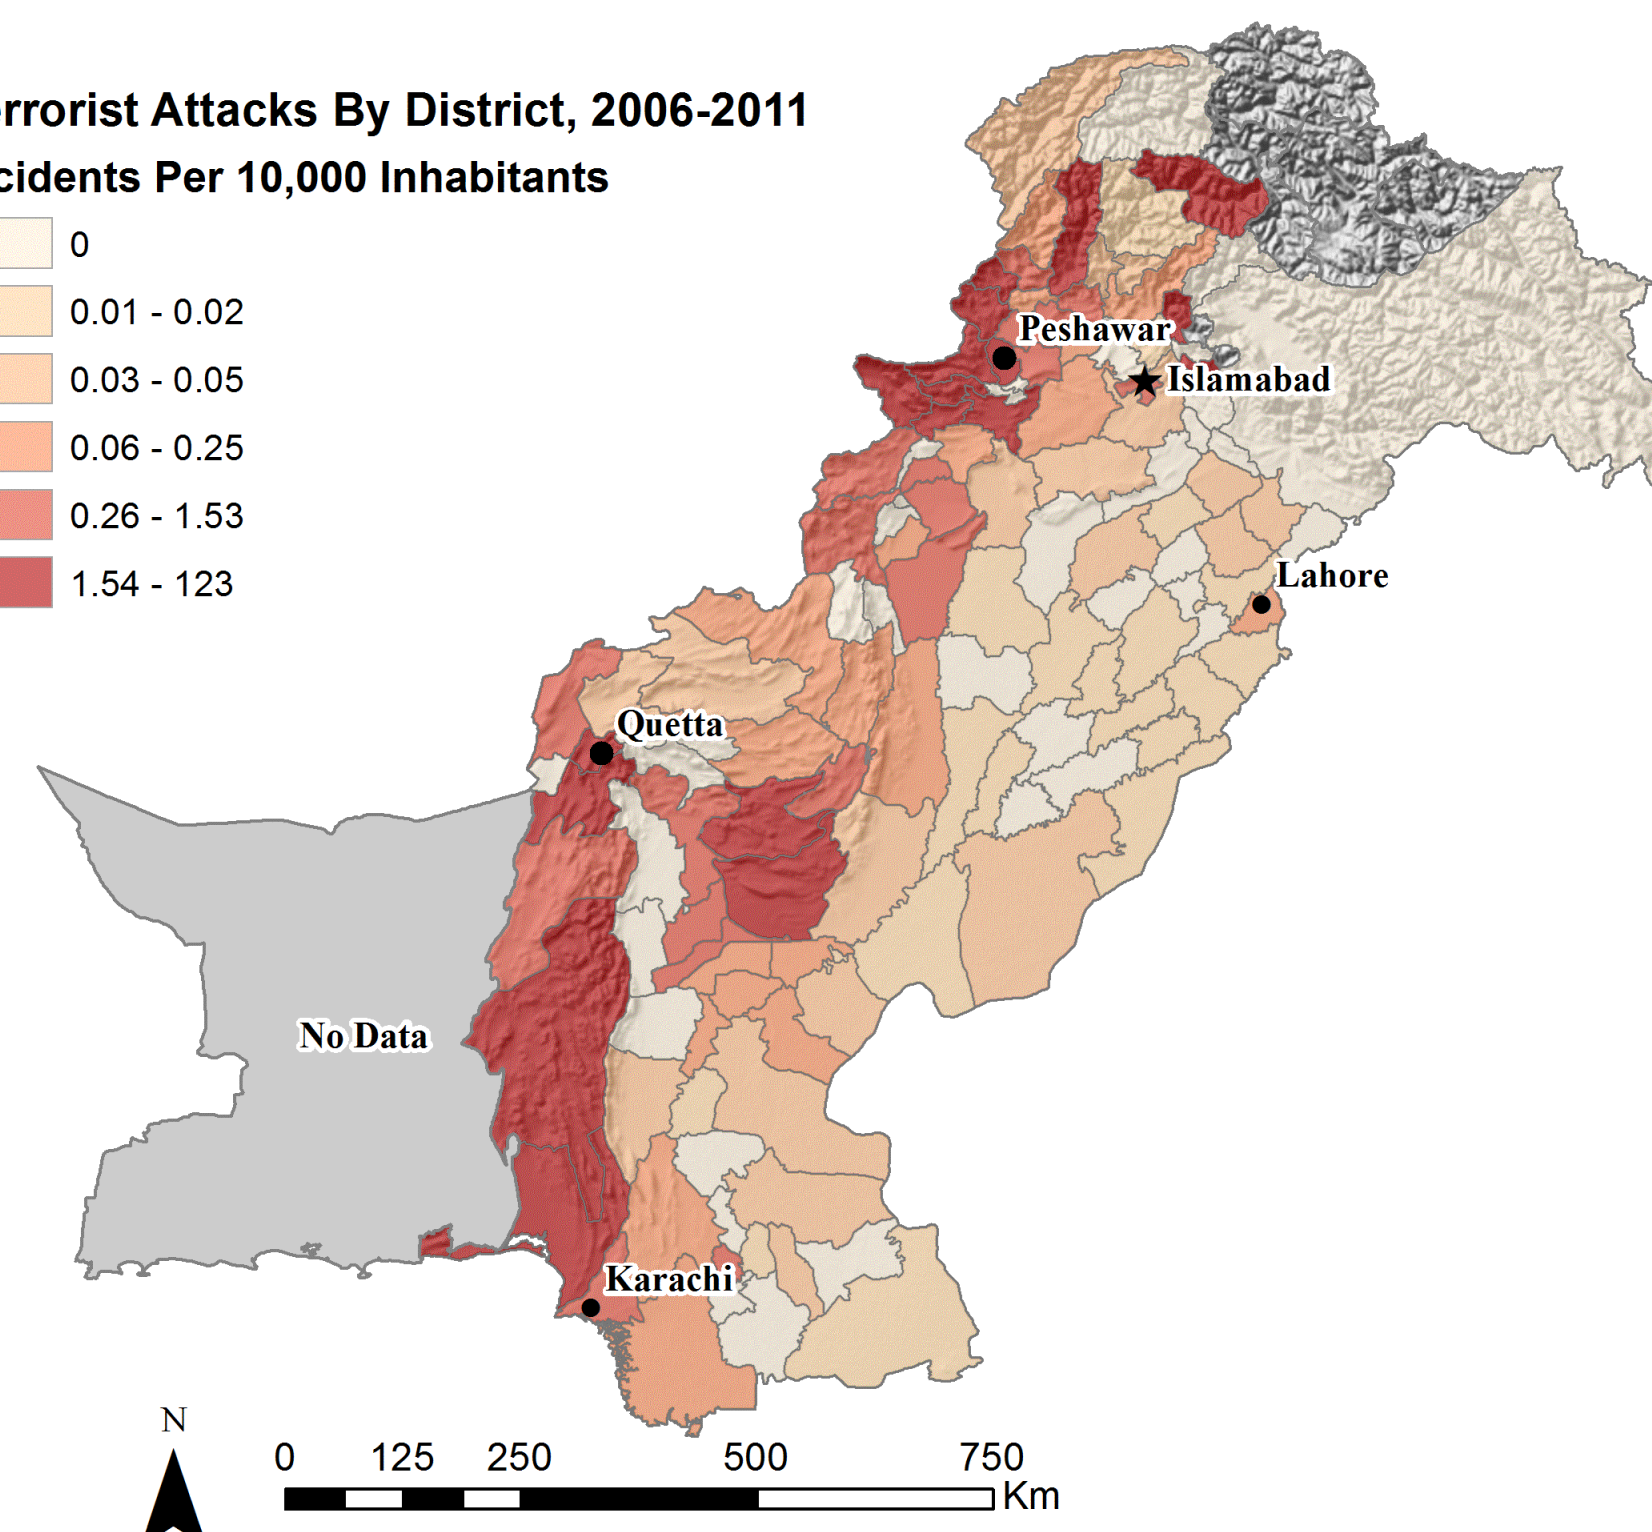 errorist Attacks By District, 2006-2011
cidents Per 10,000 Inhabitants
0
0.01 - 0.02
0.03 - 0.05
0.06 - 0.25
0.26 - 1.53
1.54 - 123
Peshawar
Islamabad
Lahore
Quetta
No Data
Karachi
N
0 125 250 500 750
Km